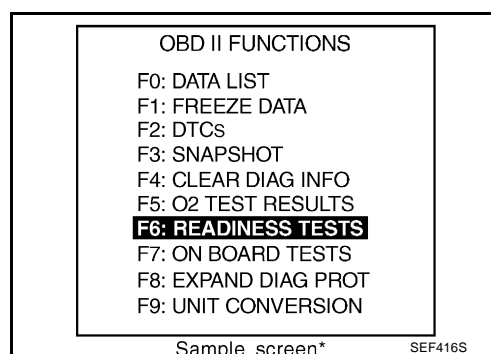 OBD II FUNCTIONS
F0: DATA LIST
F1: FREEZE DATA
F2: DTCs
F3: SNAPSHOT
F4: CLEAR DIAG INFO
F5: O2 TEST RESULTS
F6: READINESS TESTS
F7: ON BOARD TESTS
F8: EXPAND DIAG PROT
F9: UNIT CONVERSION
Sample screen*
SEF416S